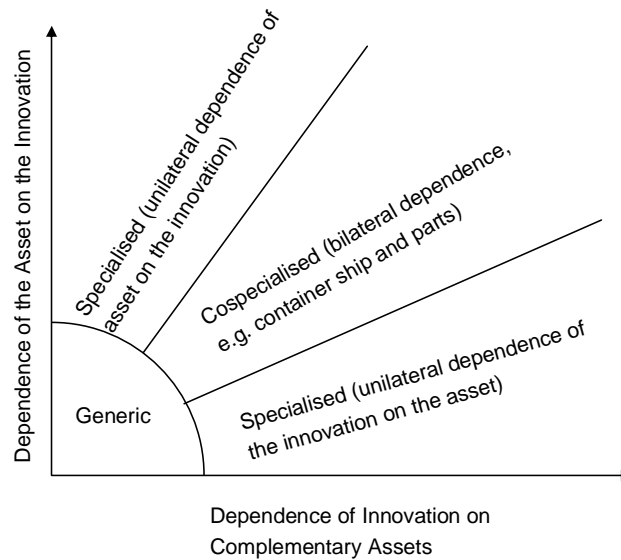 Dependence of the Asset on the Innovation
Specialised (unilateral dependence of
asset on the innovation)
Cospecialised (bilateral dependence,
e.g. container ship and parts)
Specialised (unilateral dependence of
the innovation on the asset)
Generic
Dependence of Innovation on
Complementary Assets